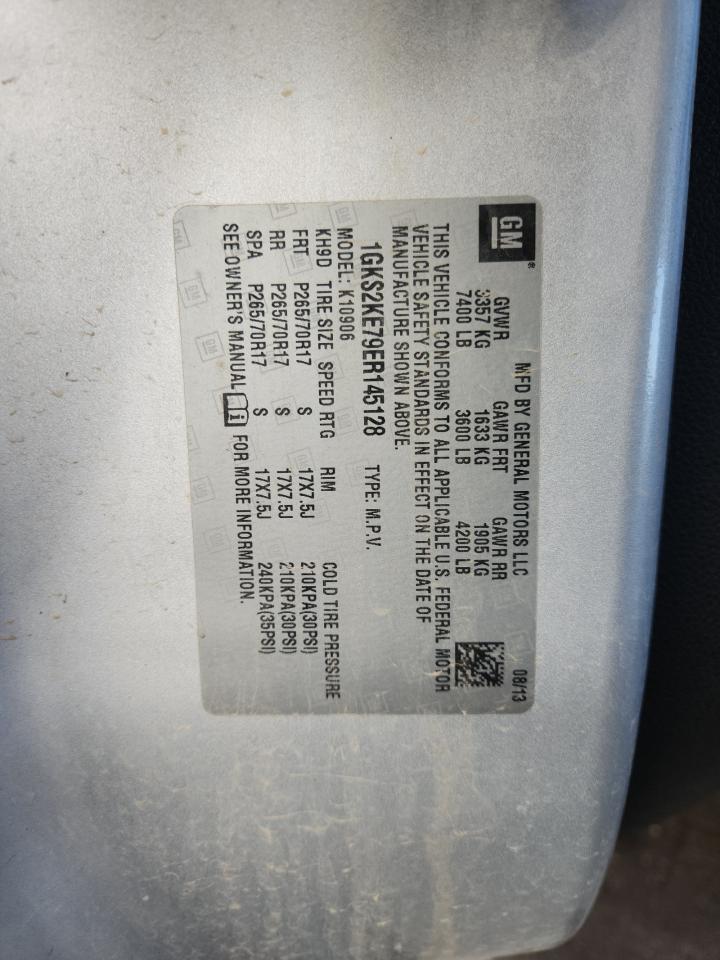 GM
MFD BY GENERAL MOTORS LLC 08/13
GVWR GAWR FRT GAWR RR
3357 KG 1633 KG 1905 KG
7400 LB 3600 LB 4200 LB
THIS VEHICLE CONFORMS TO ALL APPLICABLE U.S. FEDERAL MOTOR
VEHICLE SAFETY STANDARDS IN EFFECT ON THE DATE OF
MANUFACTURE SHOWN ABOVE.
1GKS2KE79ER145128 TYPE: M.P.V.
MODEL: K10906
KH9D TIRE SIZE SPEED RTG RIM COLD TIRE PRESSURE
FRT P265/70R17 S 17X7.5J 210KPA(30PSI)
RR P265/70R17 S 17X7.5J 210KPA(30PSI)
SPA P265/70R17 S 17X7.5J 240KPA(35PSI)
SEE OWNER'S MANUAL FOR MORE INFORMATION.